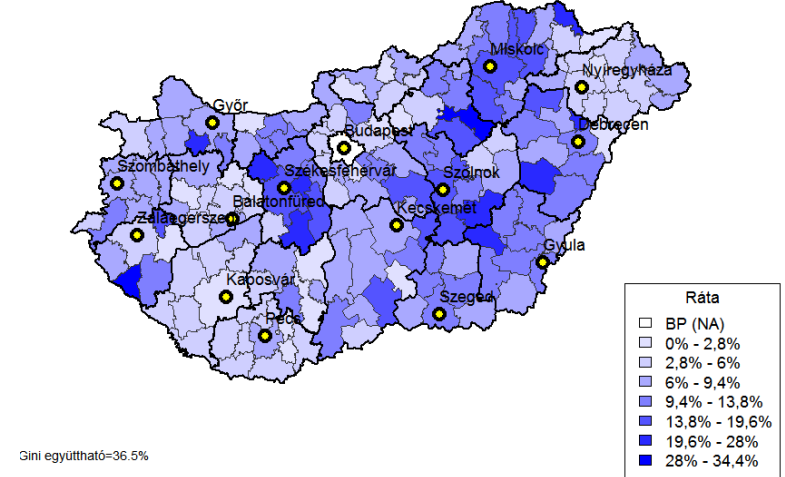 Miskolc
Nyíregyháza
Győr
Budapest
Debrecen
Szombathely
Székesfehérvár
Szolnok
Balatonfüred
Zalaegerszeg
Kecskemét
Gyula
Kaposvár
Szeged
Pécs
Ráta
BP (NA)
0% - 2,8%
2,8% - 6%
6% - 9,4%
9,4% - 13,8%
13,8% - 19,6%
19,6% - 28%
28% - 34,4%
Gini együttható=36.5%